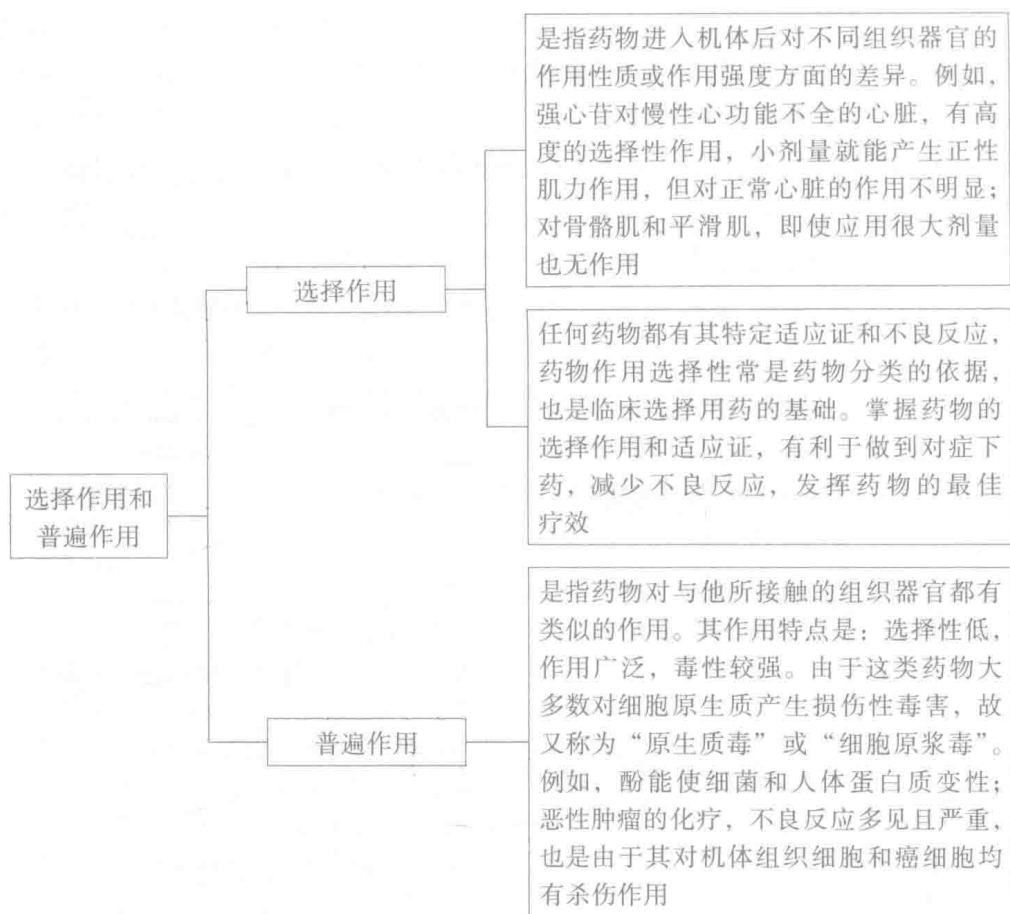 选择作用和
普遍作用
选择作用
是指药物进入机体后对不同组织器官的
作用性质或作用强度方面的差异。例如，
强心苷对慢性心功能不全的心脏，有高
度的选择性作用，小剂量就能产生正性
肌力作用，但对正常心脏的作用不明显；
对骨骼肌和平滑肌，即使应用很大剂量
也无作用
任何药物都有其特定适应证和不良反应，
药物作用选择性常是药物分类的依据，
也是临床选择用药的基础。掌握药物的
选择作用和适应证，有利于做到对症下
药，减少不良反应，发挥药物的最佳
疗效
普遍作用
是指药物对与他所接触的组织器官都有
类似的作用。其作用特点是：选择性低，
作用广泛，毒性较强。由于这类药物大
多数对细胞原生质产生损伤性毒害，故
又称为“原生质毒”或“细胞原浆毒”。
例如，酚能使细菌和人体蛋白质变性；
恶性肿瘤的化疗，不良反应多见且严重，
也是由于其对机体组织细胞和癌细胞均
有杀伤作用